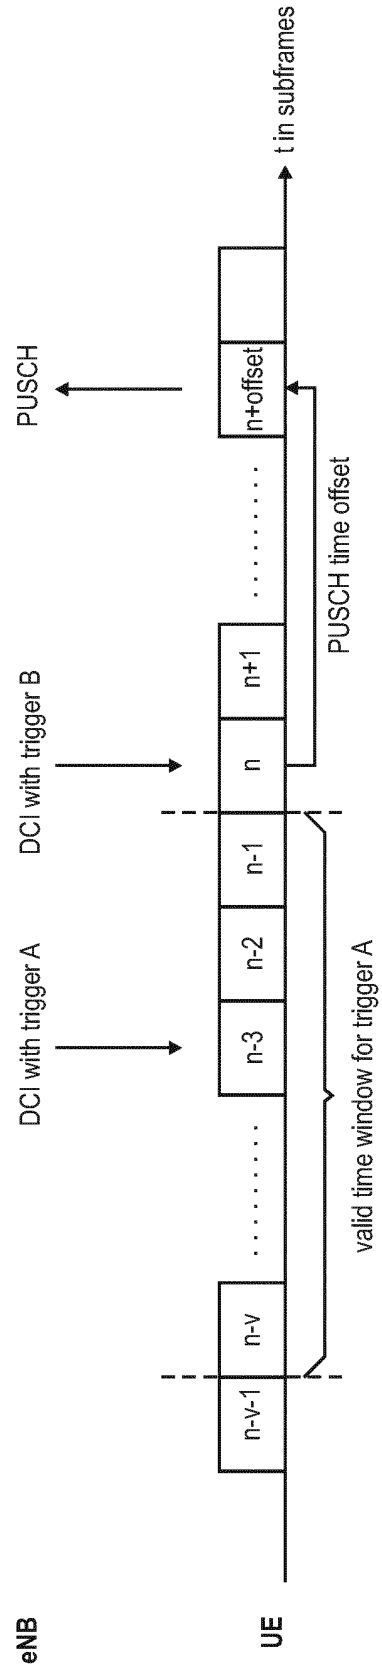 eNB
DCI with trigger A
DCI with trigger B
PUSCH
UE
n-v-1
n-v
n-3
n-2
n-1
n
n+1
n+offset
t in subframes
valid time window for trigger A
PUSCH time offset